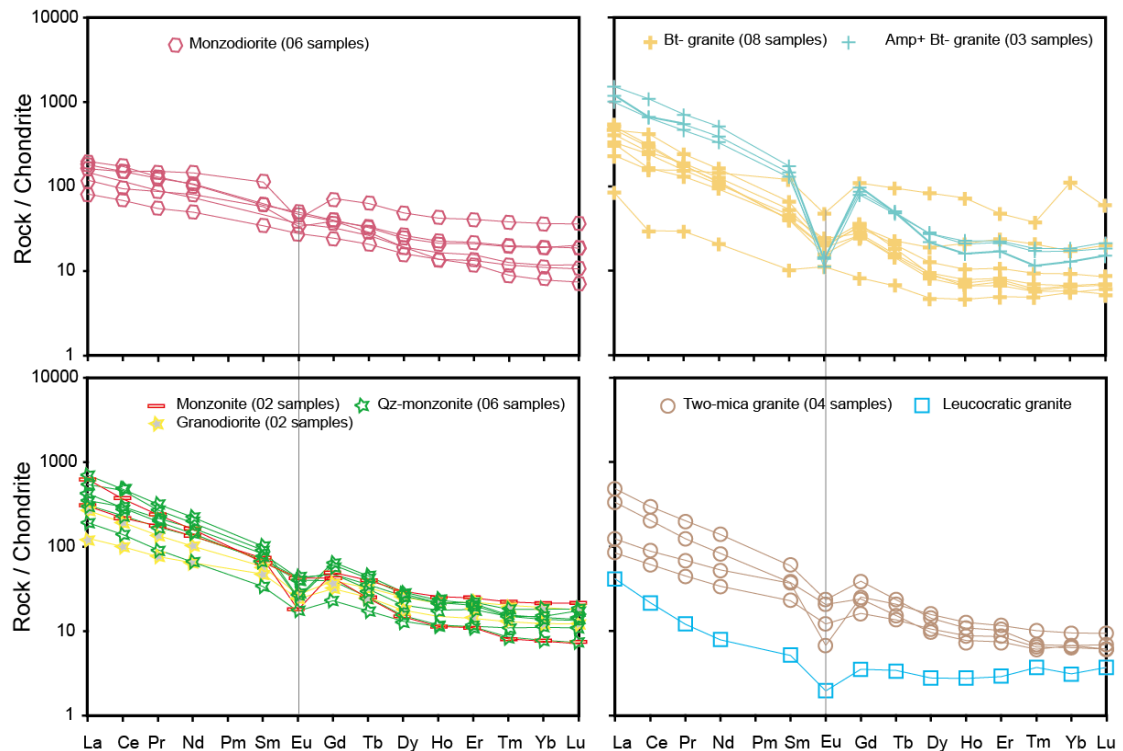 10000
1000
100
10
1
Rock / Chondrite
Monzodiorite (06 samples)
Bt- granite (08 samples)
Amp+ Bt- granite (03 samples)
10000
1000
100
10
1
Rock / Chondrite
Monzonite (02 samples)
Qz-monzonite (06 samples)
Granodiorite (02 samples)
Two-mica granite (04 samples)
Leucocratic granite
La Ce Pr Nd Pm Sm Eu Gd Tb Dy Ho Er Tm Yb Lu
La Ce Pr Nd Pm Sm Eu Gd Tb Dy Ho Er Tm Yb Lu